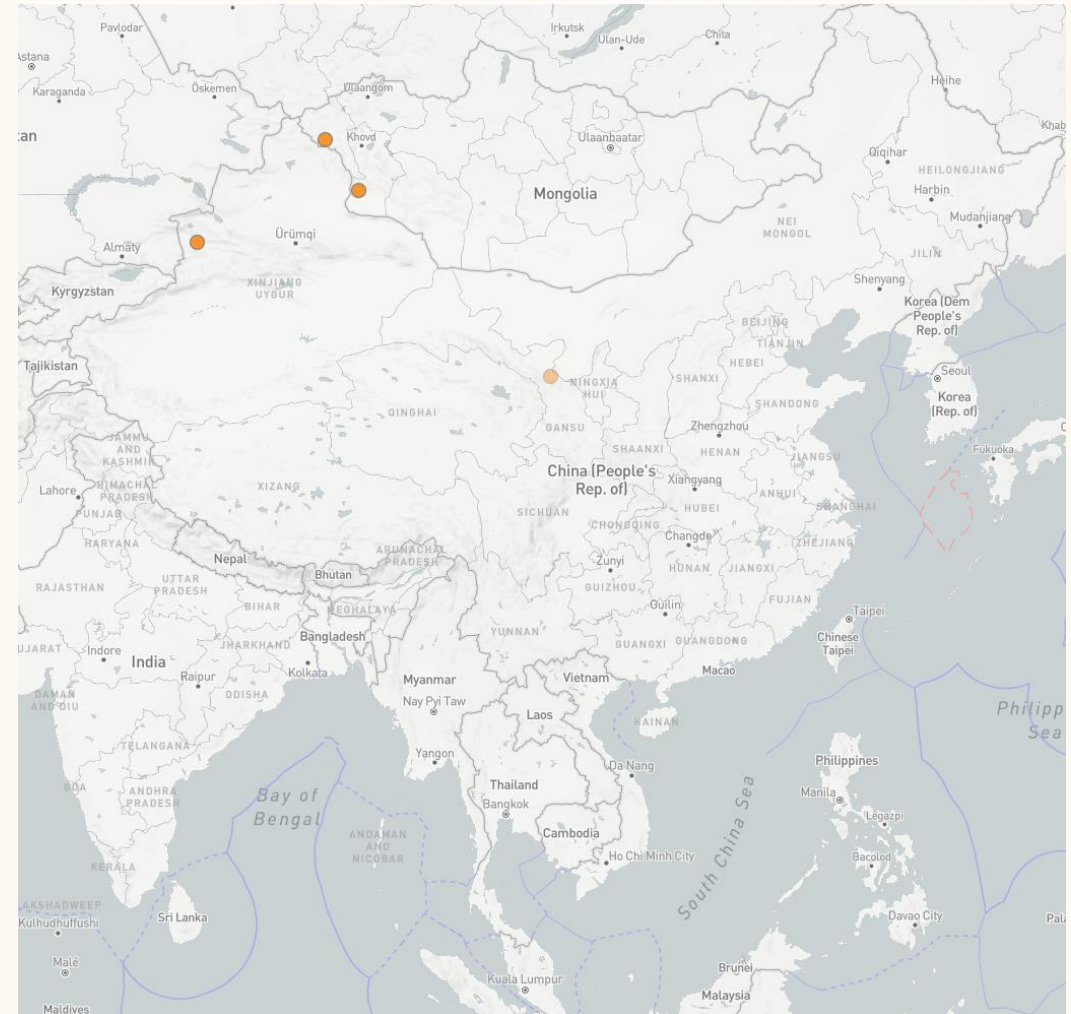 Pavlodar
Irkutsk
Ulan-Ude
Chita
Astana
Karaganda
Öskemen
Ulaangom
Heihe
Khab
tan
Khovd
Ulaanbaatar
Qiqihar
HEILONGJIANG
Mongolia
Harbin
Mudanjiang
Almaty
Ürümqi
NEI
MONGOL
JILIN
Kyrgyzstan
XINJIANG
UYGUR
Shenyang
Korea (Dem
People's
Rep. of)
BEIJING
TIANJIN
HEBEI
Tajikistan
Seoul
Korea
(Rep. of)
NINGXIA
HUI
SHANXI
QINGHAI
GANSU
SHANDONG
Zhengzhou
JAMMU
AND
KASHMIR
SHAANXI
HENAN
JIANGSU
Fukuoka
Lahore
HIMACHAL
PRADESH
PUNJAB
XIZANG
China (People's
Rep. of)
Xiangyang
ANHUI
SICHUAN
HUBEI
SHANGHAI
HARYANA
CHONGQING
Changde
ZHEJIANG
Nepal
ARUNACHAL
PRADESH
Bhutan
Zunyi
HUNAN
JIANGXI
RAJASTHAN
UTTAR
PRADESH
GUIZHOU
BIHAR
MEGHALAYA
Guilin
FUJIAN
Taipei
UJARAT
Indore
JHARKHAND
Bangladesh
YUNNAN
GUANGXI
GUANGDONG
Chinese
Taipei
India
Raipur
Kolkata
ODISHA
Myanmar
Vietnam
Macao
DAMAN
AND DIU
Nay Pyi Taw
Laos
HAINAN
Philipp
Sea
TELANGANA
Yangon
Da Nang
Philippines
GOA
ANDHRA
PRADESH
Bay of
Bengal
Thailand
Bangkok
Manila
Legazpi
ANDAMAN
AND
NICOBAR
Cambodia
South China Sea
KERALA
Ho Chi Minh City
Bacolod
AKSHADWEEP
Kulhudhuffushi
Sri Lanka
Davao City
Pala
Malé
Kuala Lumpur
Brunei
Malaysia
Maldives